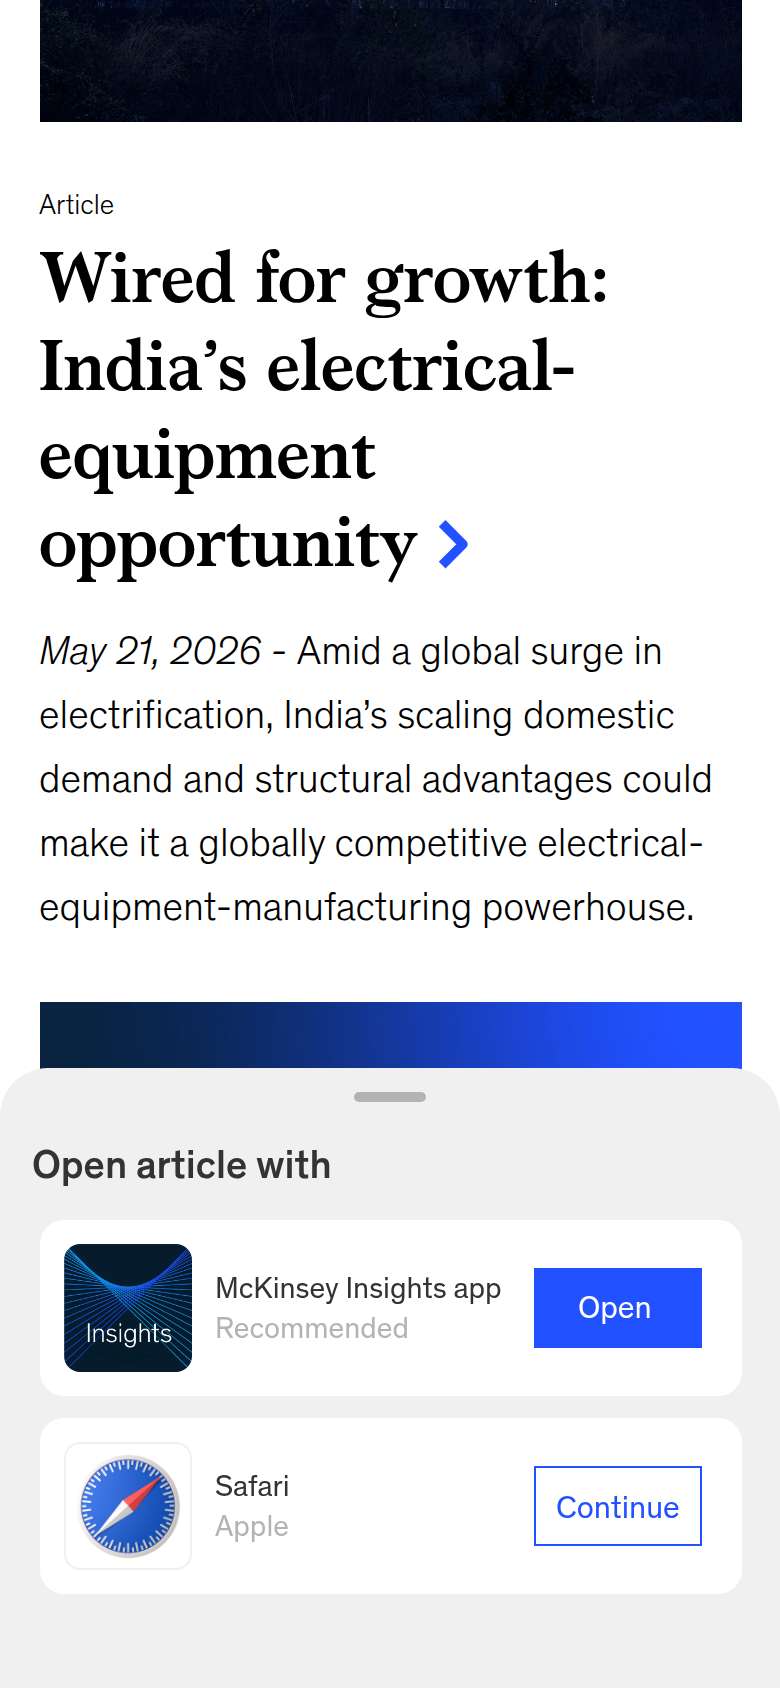 Article
Wired for growth:
India’s electrical-
equipment
opportunity
May 21, 2026 - Amid a global surge in
electrification, India’s scaling domestic
demand and structural advantages could
make it a globally competitive electrical-
equipment-manufacturing powerhouse.
Open article with
Insights
McKinsey Insights app
Recommended
Open
Safari
Apple
Continue